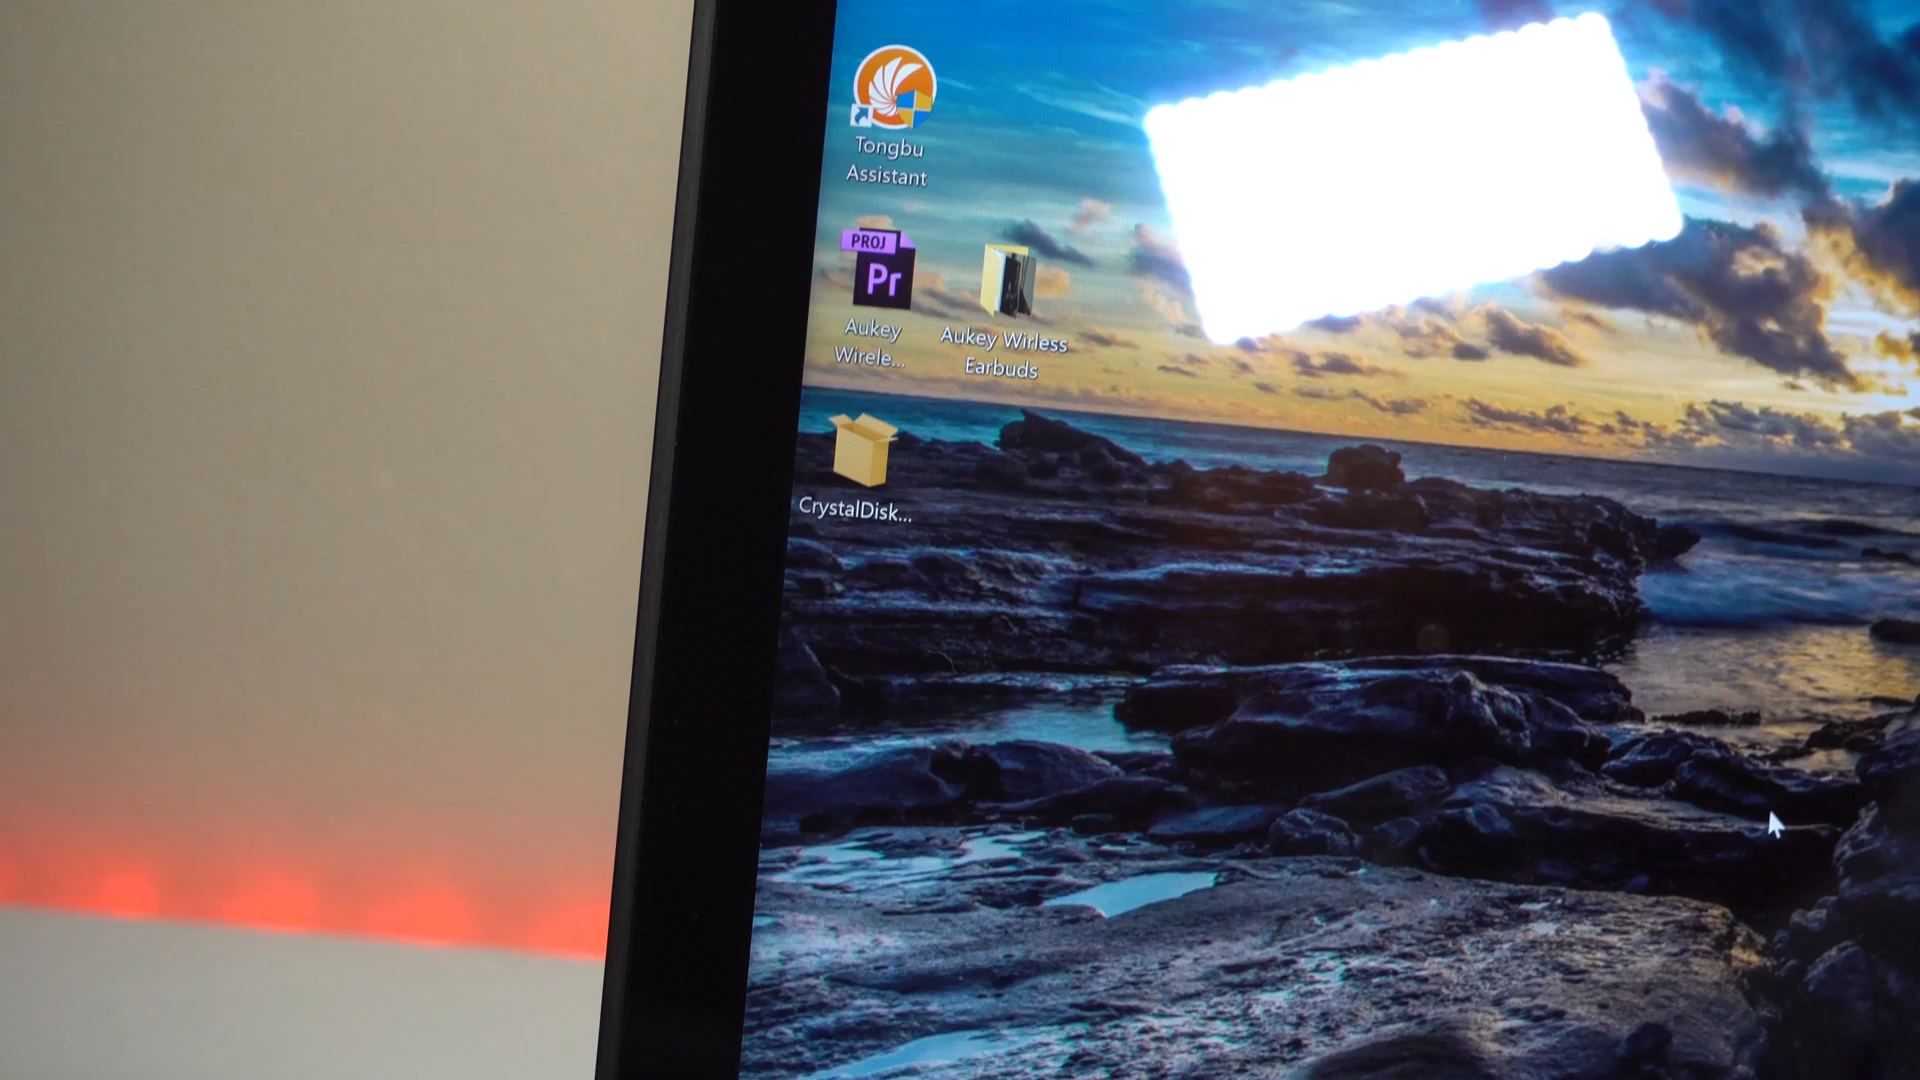 Tongbu
Assistant
PROJ
Pr
Aukey
Wirele...
Aukey Wirless
Earbuds
CrystalDisk...